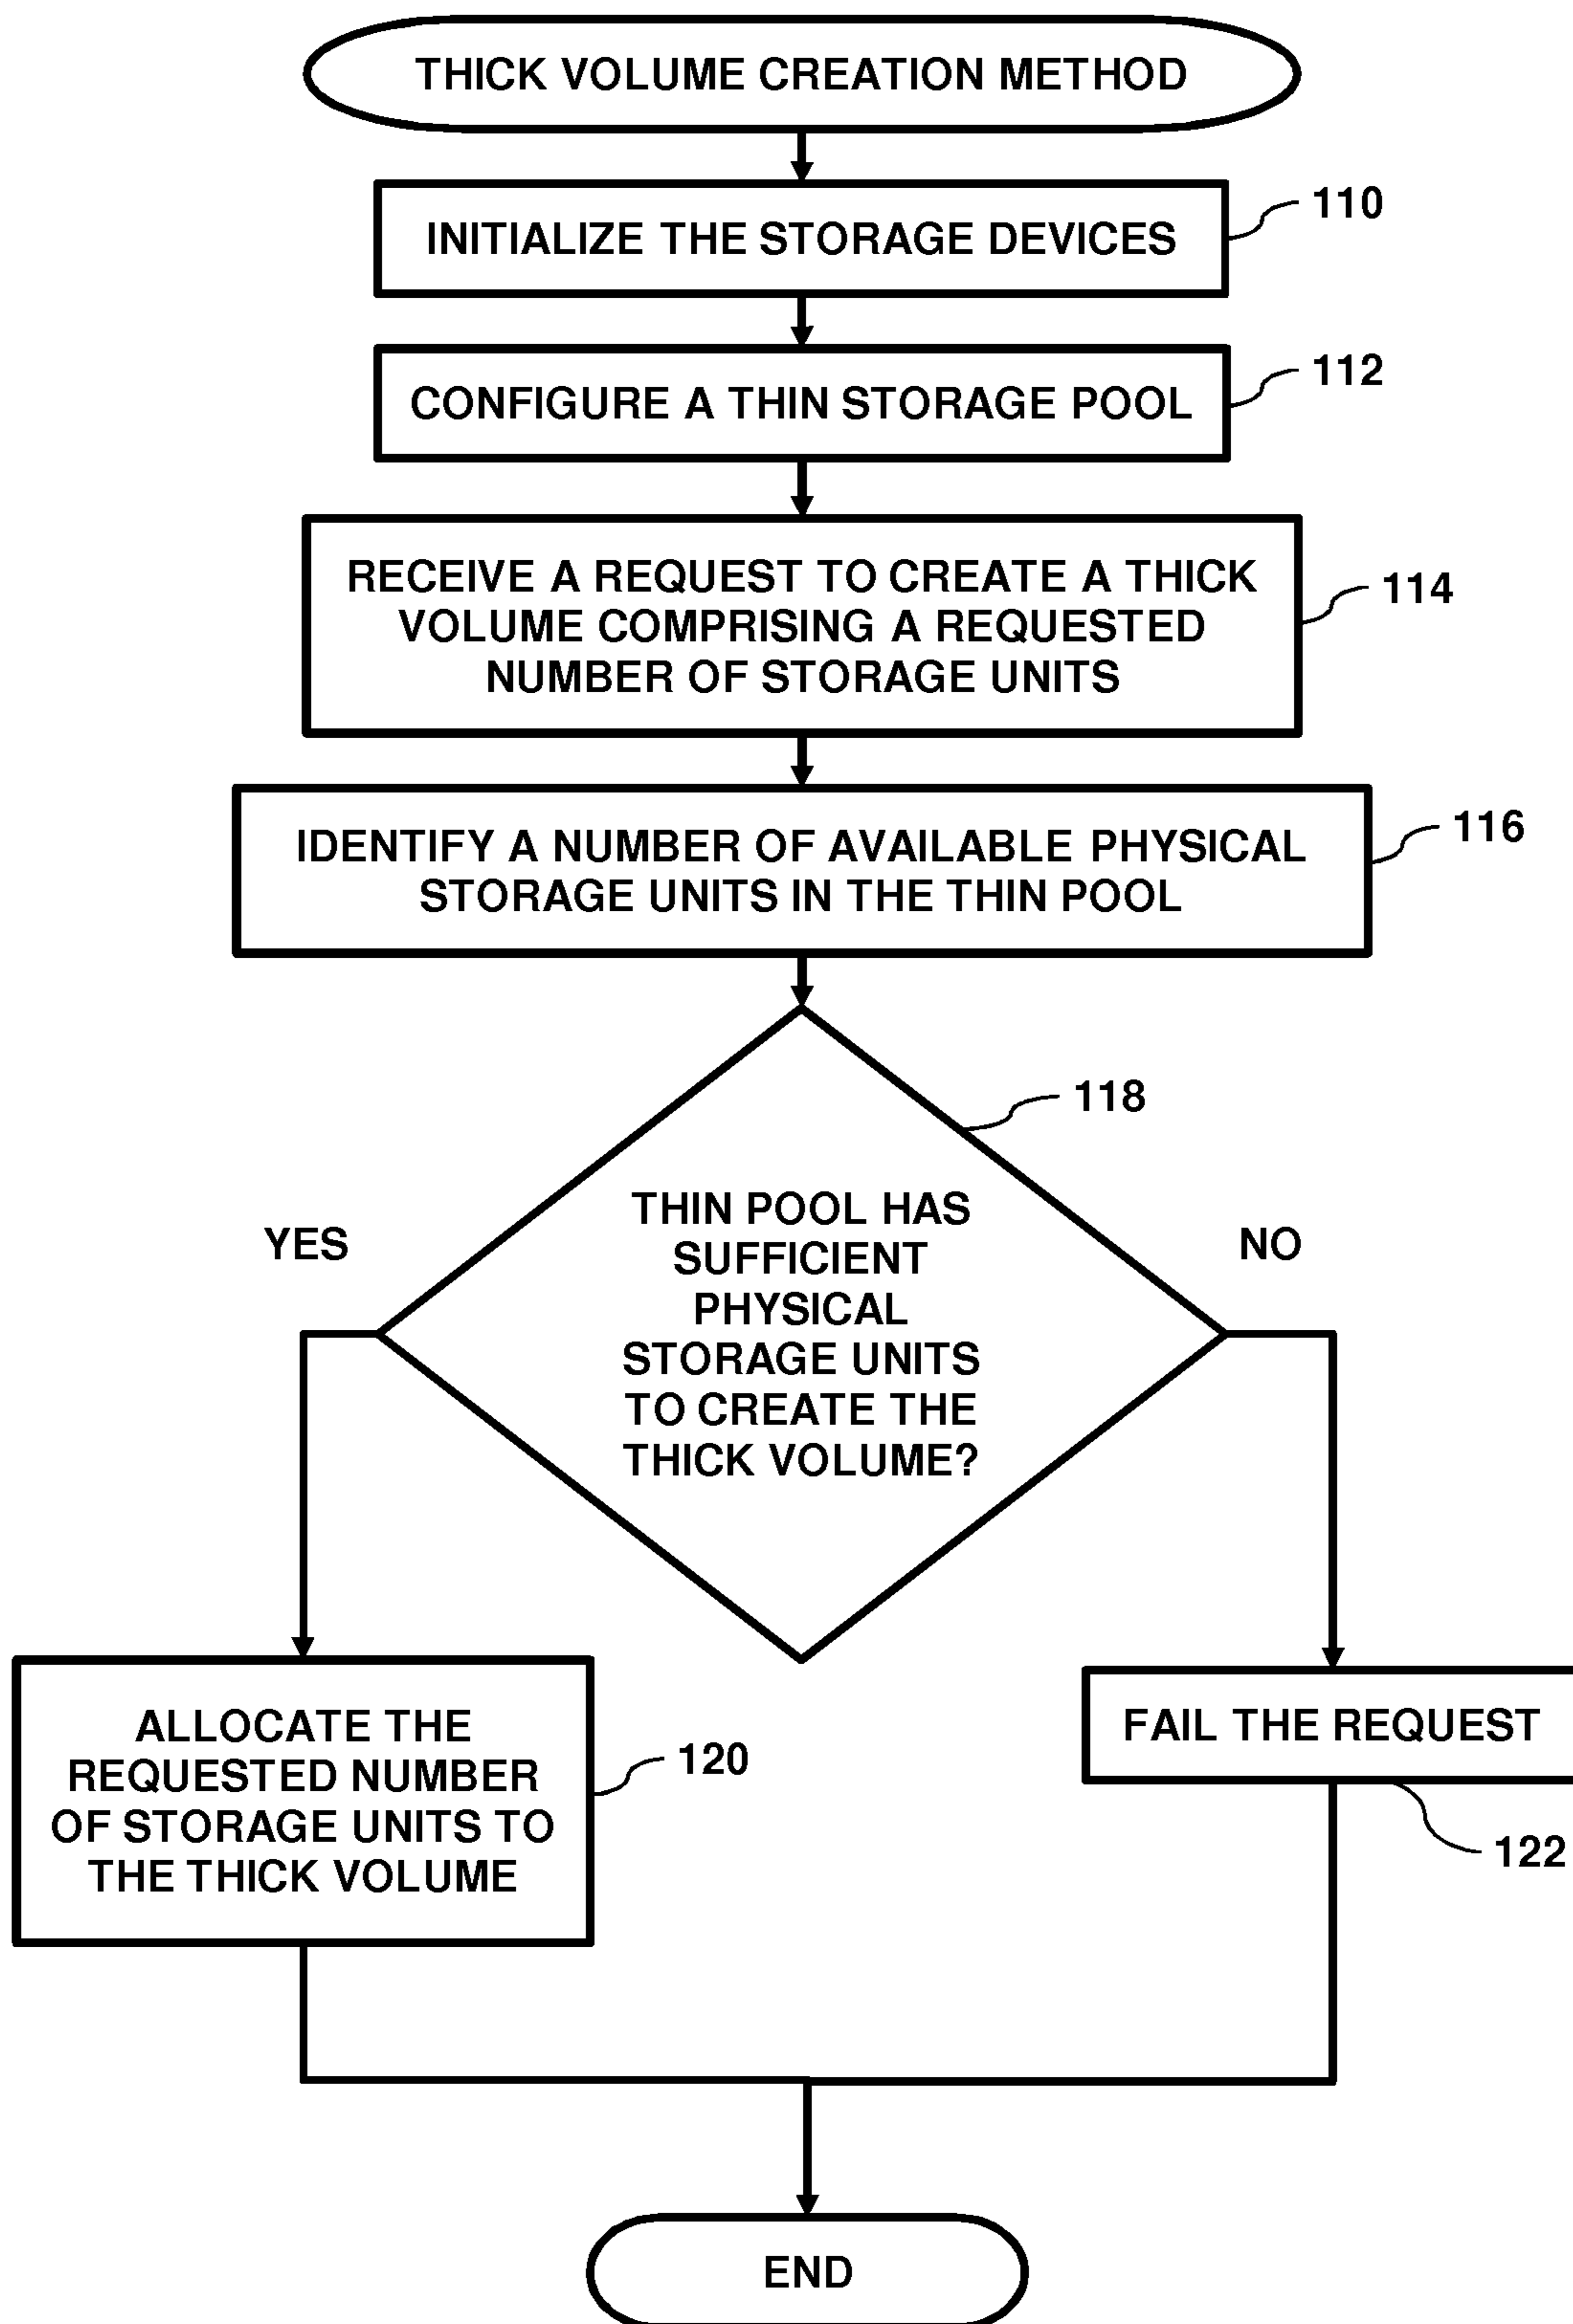 THICK VOLUME CREATION METHOD
INITIALIZE THE STORAGE DEVICES
110
CONFIGURE A THIN STORAGE POOL
112
RECEIVE A REQUEST TO CREATE A THICK
VOLUME COMPRISING A REQUESTED
NUMBER OF STORAGE UNITS
114
IDENTIFY A NUMBER OF AVAILABLE PHYSICAL
STORAGE UNITS IN THE THIN POOL
116
118
THIN POOL HAS
SUFFICIENT
PHYSICAL
STORAGE UNITS
TO CREATE THE
THICK VOLUME?
YES
NO
ALLOCATE THE
REQUESTED NUMBER
OF STORAGE UNITS TO
THE THICK VOLUME
120
FAIL THE REQUEST
122
END